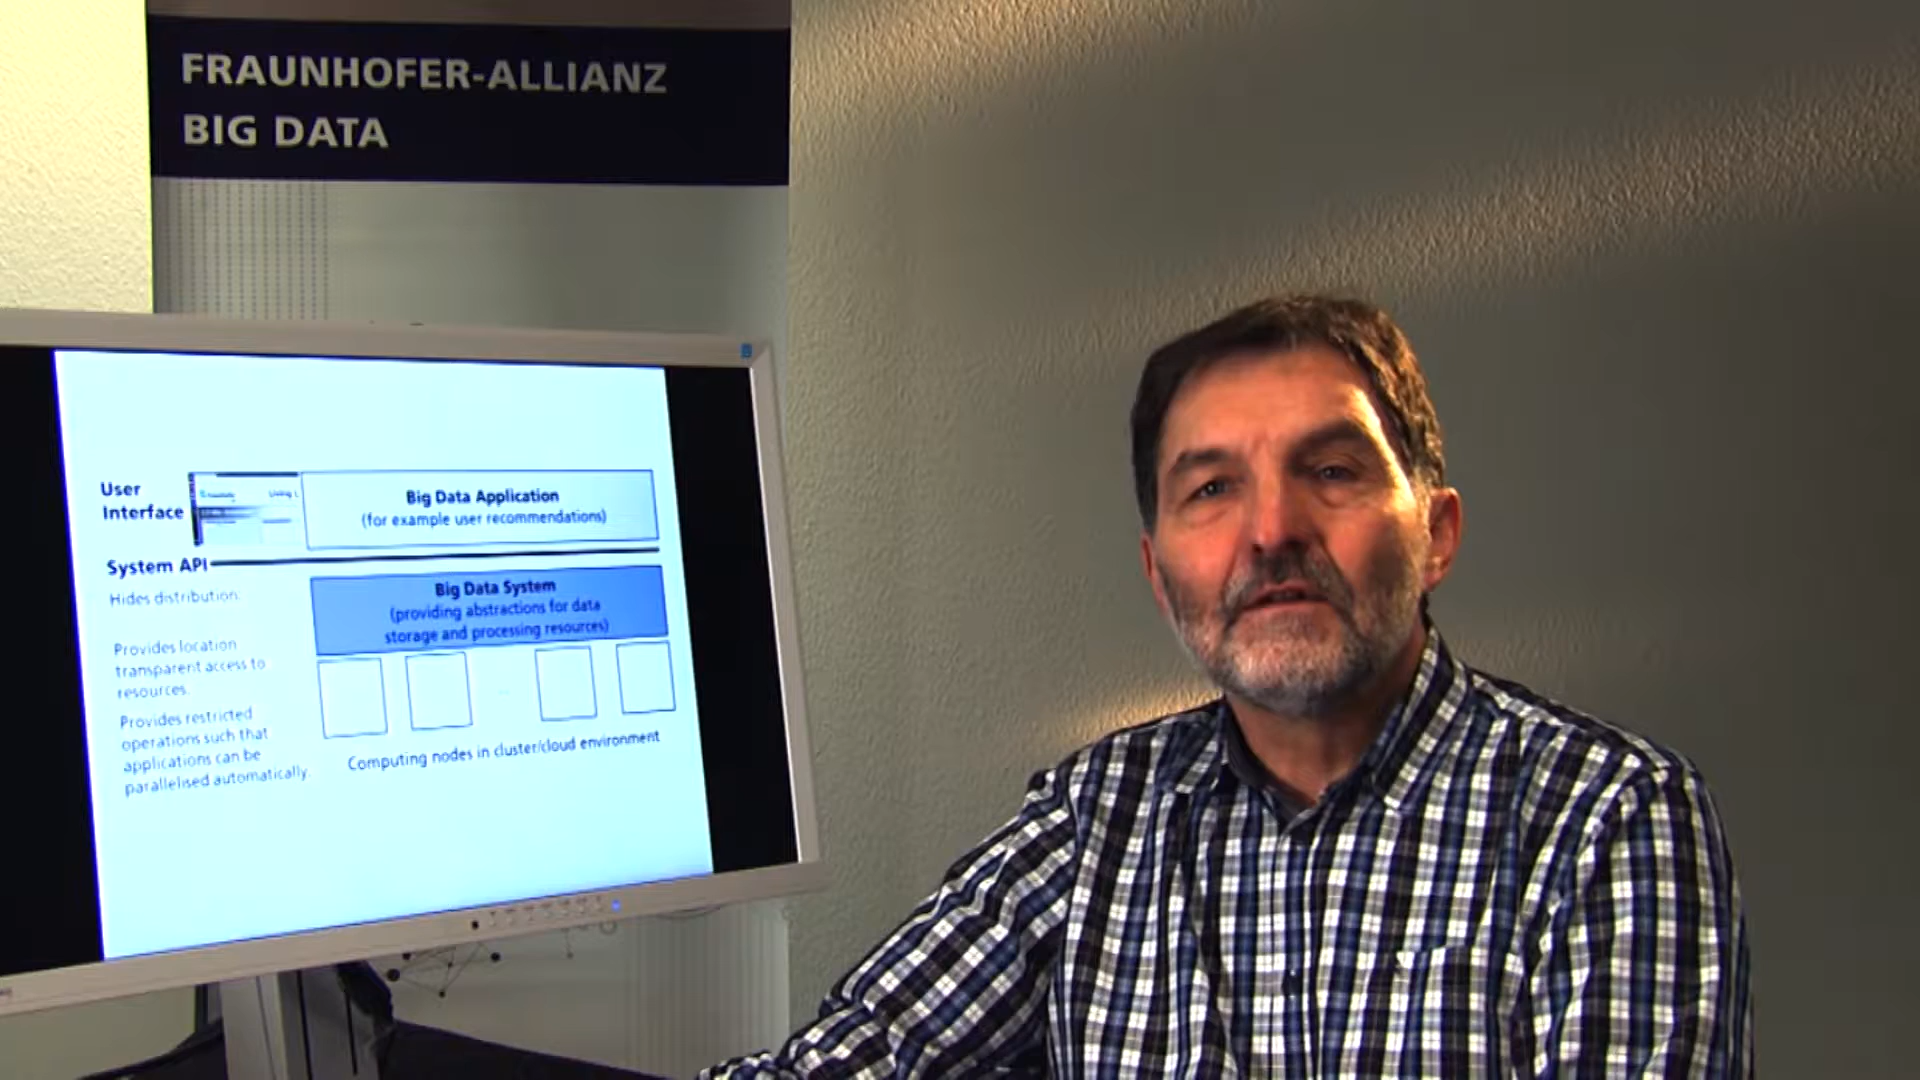 FRAUNHOFER-ALLIANZ
BIG DATA
User
Interface
Big Data Application
(for example user recommendations)
System API
Hides distribution.
Provides location
transparent access to
resources.
Provides restricted
operations such that
applications can be
parallelised automatically.
Big Data System
(providing abstractions for data
storage and processing resources)
Computing nodes in cluster/cloud environment